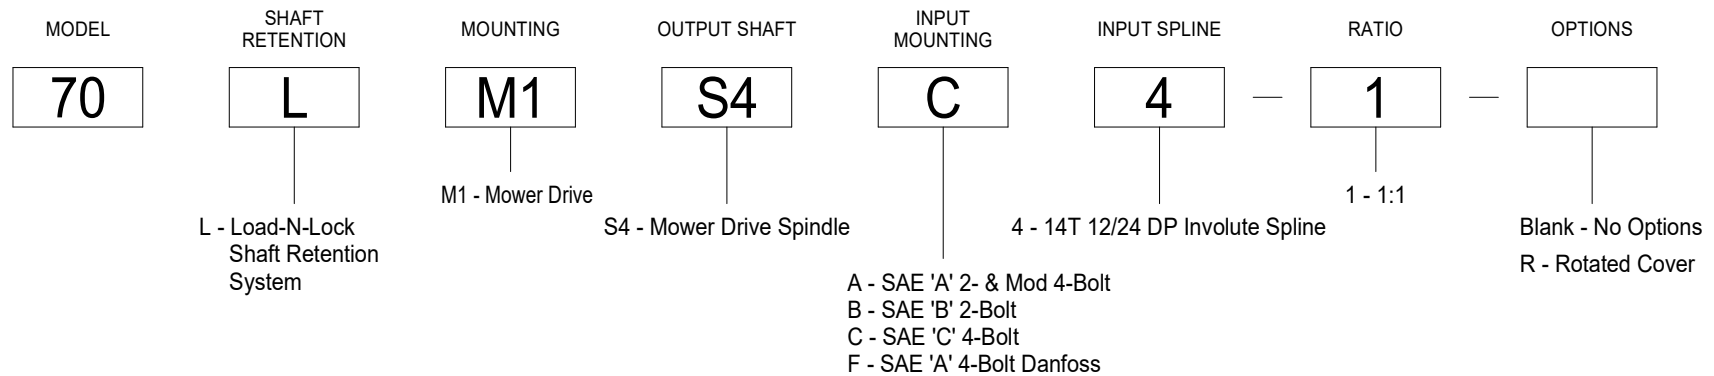 MODEL
SHAFT
RETENTION
MOUNTING
OUTPUT SHAFT
INPUT
MOUNTING
INPUT SPLINE
RATIO
OPTIONS
70
L
M1
S4
C
4
—
1
—
L - Load-N-Lock
Shaft Retention
System
M1 - Mower Drive
S4 - Mower Drive Spindle
A - SAE 'A' 2- & Mod 4-Bolt
B - SAE 'B' 2-Bolt
C - SAE 'C' 4-Bolt
F - SAE 'A' 4-Bolt Danfoss
4 - 14T 12/24 DP Involute Spline
1 - 1:1
Blank - No Options
R - Rotated Cover